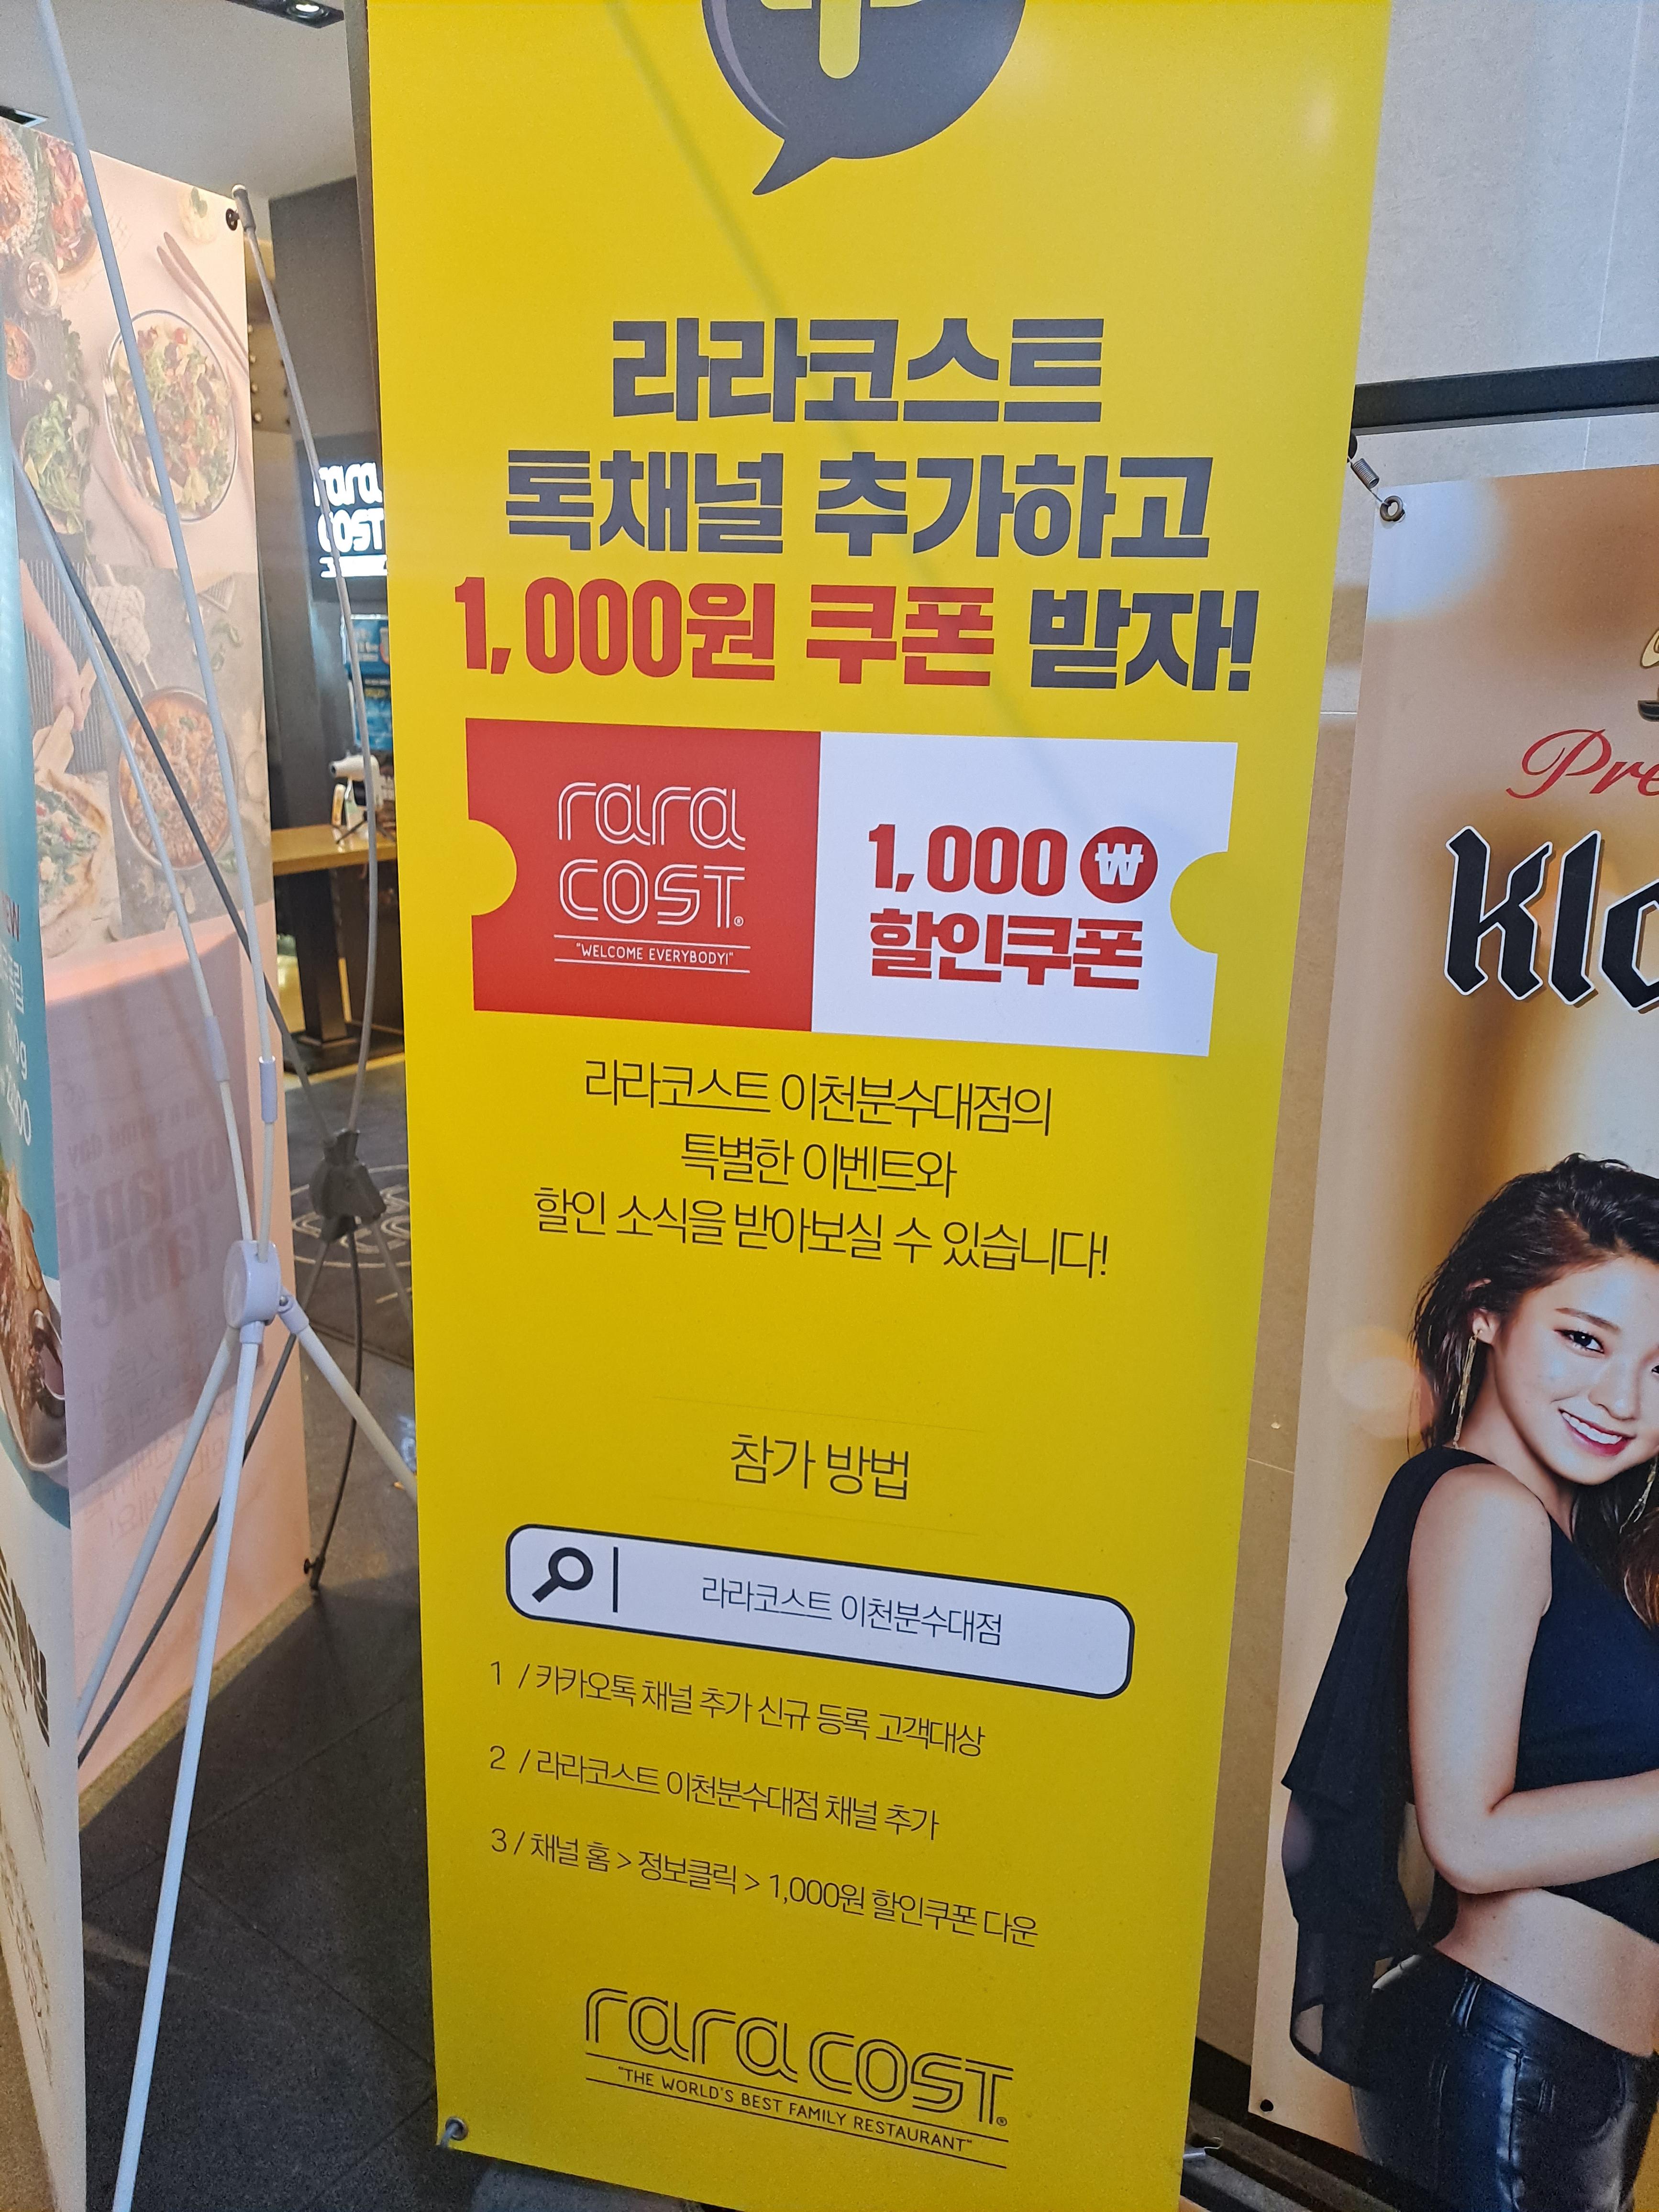 라라코스트
톡채널 추가하고
1,000원 쿠폰 받자!
rara
COST®
"WELCOME EVERYBODY!"
1,000 ₩
할인쿠폰
라라코스트 이천분수대점의
특별한 이벤트와
할인 소식을 받아보실 수 있습니다!
참가 방법
라라코스트 이천분수대점
1 / 카카오톡 채널 추가 신규 등록 고객대상
2 / 라라코스트 이천분수대점 채널 추가
3 / 채널 홈 > 정보클릭 > 1,000원 할인쿠폰 다운
rara COST®
"THE WORLD'S BEST FAMILY RESTAURANT"
rara
COST